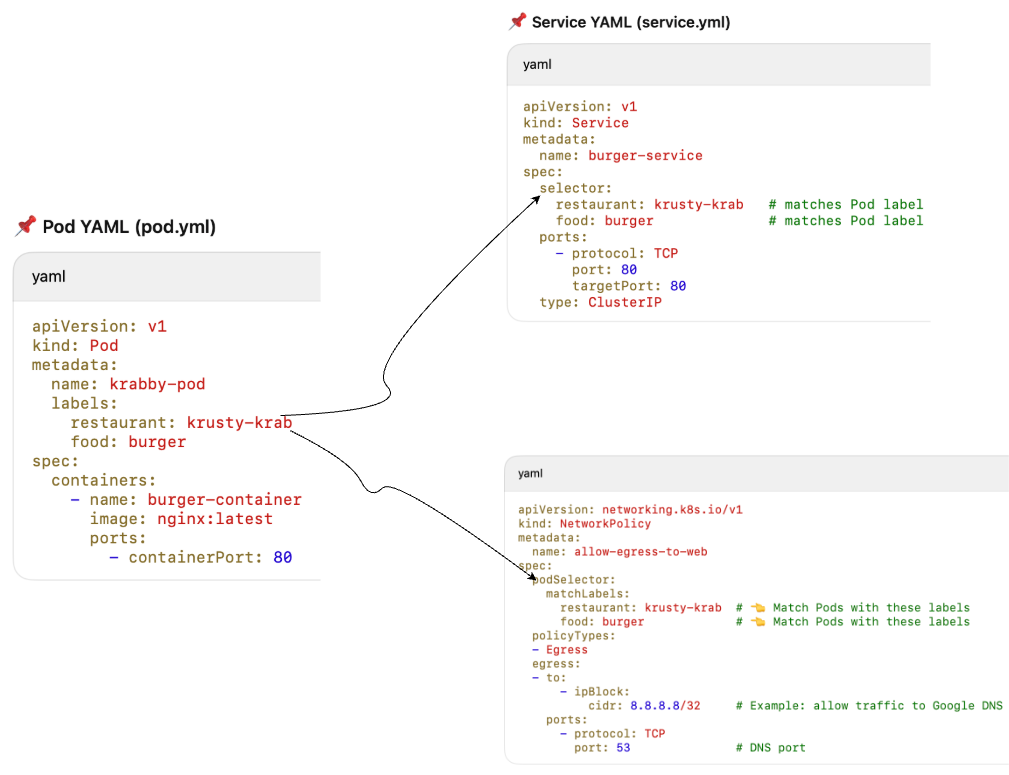 📌 Service YAML (service.yml)
yaml
apiVersion: v1
kind: Service
metadata:
  name: burger-service
spec:
  selector:
    restaurant: krusty-krab   # matches Pod label
    food: burger              # matches Pod label
  ports:
    - protocol: TCP
      port: 80
      targetPort: 80
  type: ClusterIP
📌 Pod YAML (pod.yml)
yaml
apiVersion: v1
kind: Pod
metadata:
  name: krabby-pod
  labels:
    restaurant: krusty-krab
    food: burger
spec:
  containers:
    - name: burger-container
      image: nginx:latest
      ports:
        - containerPort: 80
yaml
apiVersion: networking.k8s.io/v1
kind: NetworkPolicy
metadata:
  name: allow-egress-to-web
spec:
  podSelector:
    matchLabels:
      restaurant: krusty-krab  # 👈 Match Pods with these labels
      food: burger             # 👈 Match Pods with these labels
  policyTypes:
  - Egress
  egress:
  - to:
      - ipBlock:
          cidr: 8.8.8.8/32     # Example: allow traffic to Google DNS
    ports:
      - protocol: TCP
        port: 53               # DNS port